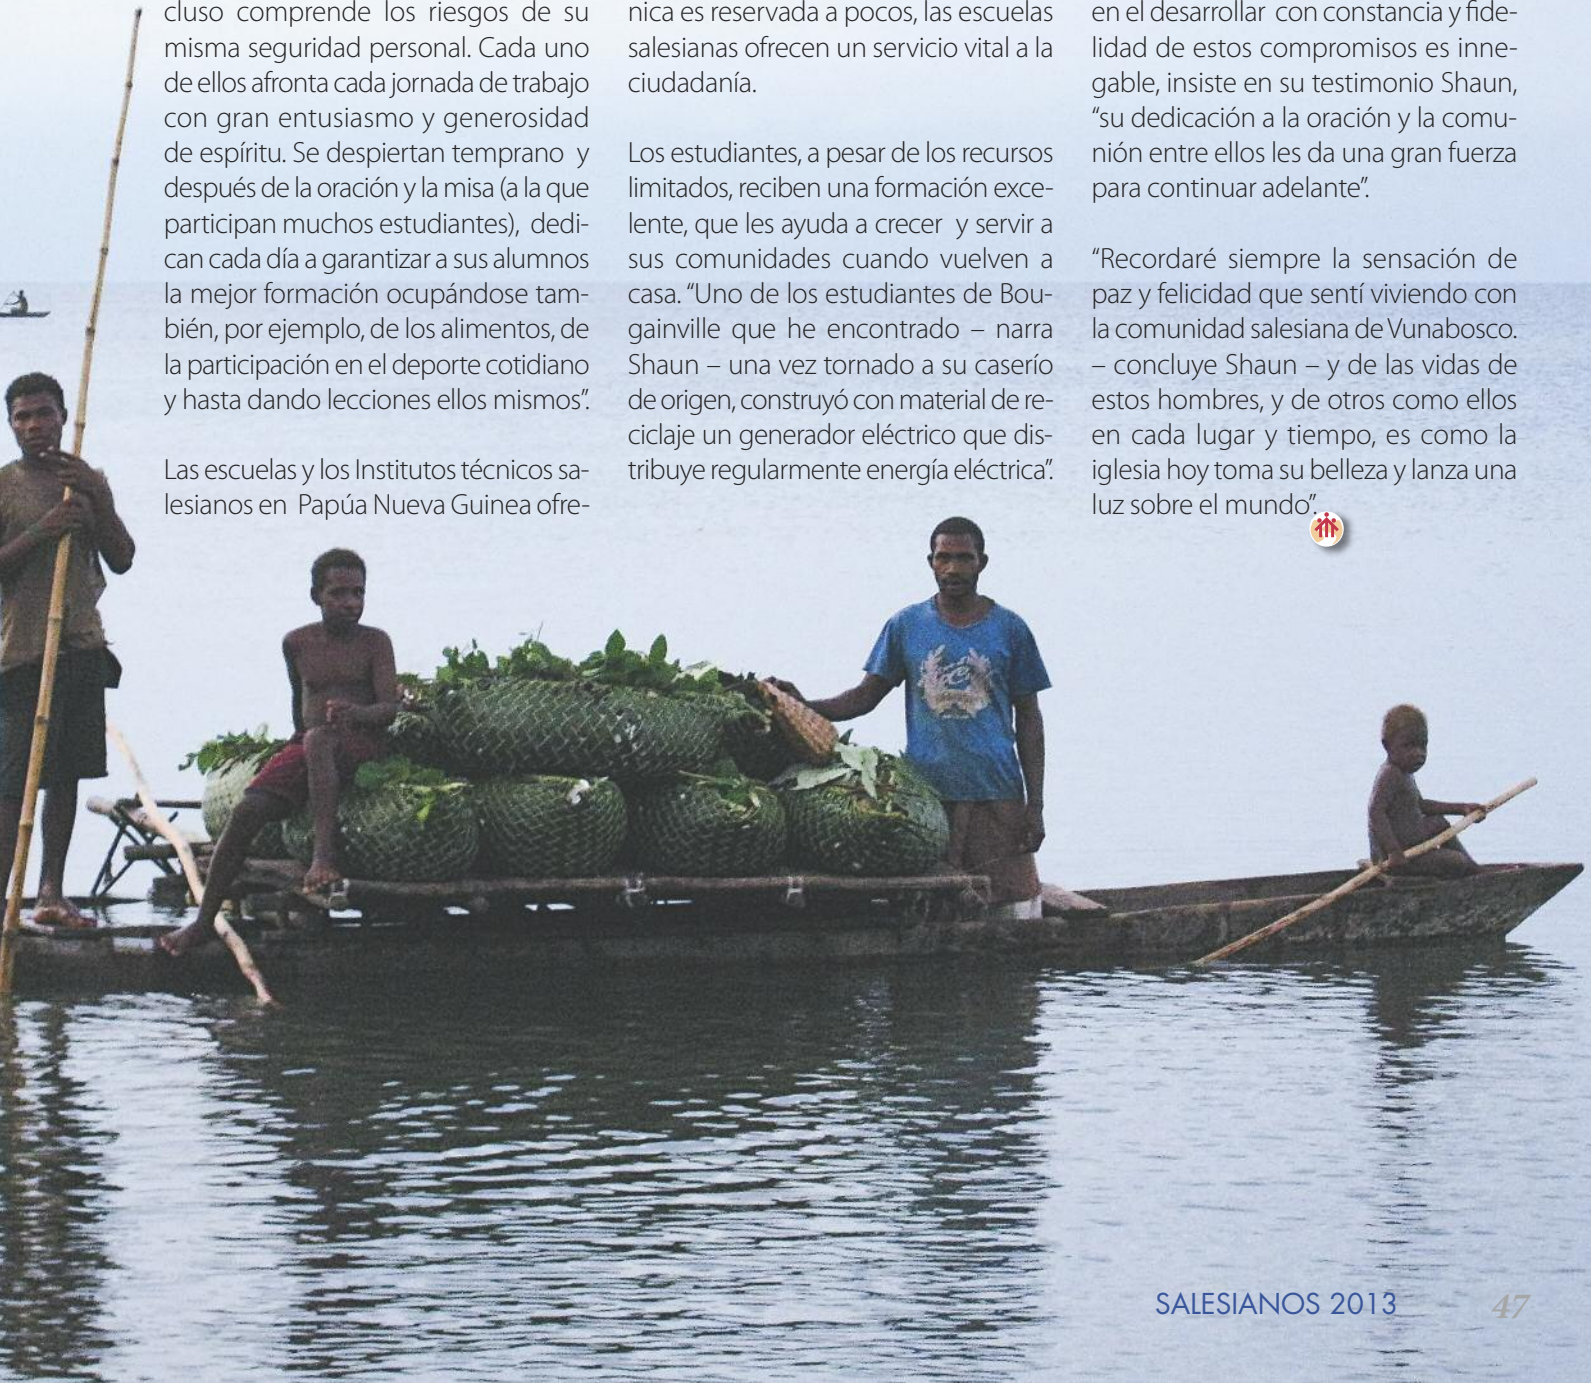 cluso comprende los riesgos de su
misma seguridad personal. Cada uno
de ellos afronta cada jornada de trabajo
con gran entusiasmo y generosidad
de espíritu. Se despiertan temprano y
después de la oración y la misa (a la que
participan muchos estudiantes), dedi-
can cada día a garantizar a sus alumnos
la mejor formación ocupándose tam-
bién, por ejemplo, de los alimentos, de
la participación en el deporte cotidiano
y hasta dando lecciones ellos mismos”.
Las escuelas y los Institutos técnicos sa-
lesianos en Papúa Nueva Guinea ofre-
nica es reservada a pocos, las escuelas
salesianas ofrecen un servicio vital a la
ciudadanía.
Los estudiantes, a pesar de los recursos
limitados, reciben una formación exce-
lente, que les ayuda a crecer y servir a
sus comunidades cuando vuelven a
casa. “Uno de los estudiantes de Bou-
gainville que he encontrado – narra
Shaun – una vez tornado a su caserío
de origen, construyó con material de re-
ciclaje un generador eléctrico que dis-
tribuye regularmente energía eléctrica”.
en el desarrollar con constancia y fide-
lidad de estos compromisos es inne-
gable, insiste en su testimonio Shaun,
“su dedicación a la oración y la comu-
nión entre ellos les da una gran fuerza
para continuar adelante”.
“Recordaré siempre la sensación de
paz y felicidad que sentí viviendo con
la comunidad salesiana de Vunabosco.
– concluye Shaun – y de las vidas de
estos hombres, y de otros como ellos
en cada lugar y tiempo, es como la
iglesia hoy toma su belleza y lanza una
luz sobre el mundo”.
SALESIANOS 2013
47